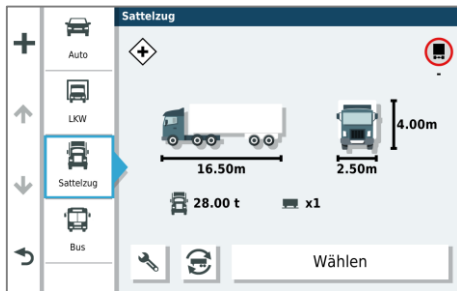 Sattelzug
Auto
LKW
Sattelzug
Bus
4.00m
16.50m
2.50m
28.00 t
x1
-
Wählen